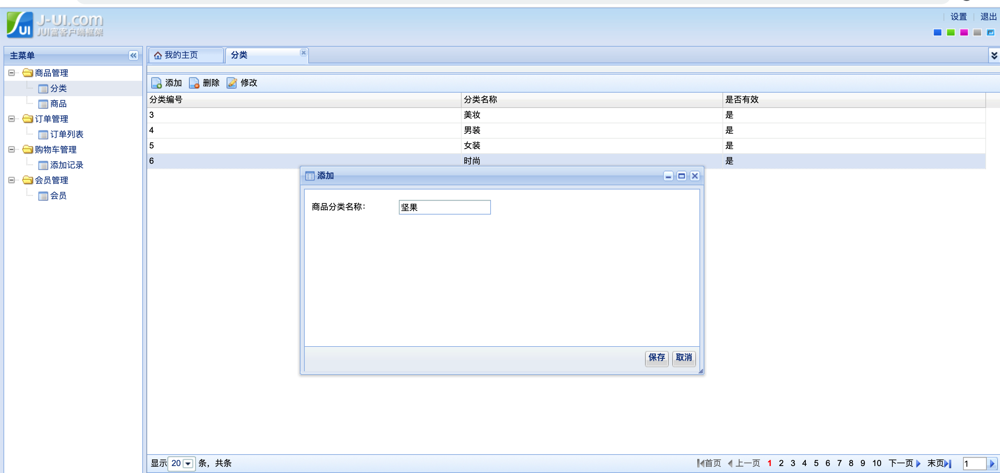 J-UI.com
JUI富客户端框架
设置 退出
主菜单
商品管理
分类
商品
订单管理
订单列表
购物车管理
添加记录
会员管理
会员
我的主页 分类
添加 删除 修改
分类编号 分类名称 是否有效
3 美妆 是
4 男装 是
5 女装 是
6 时尚 是
添加
商品分类名称： 坚果
保存 取消
显示 20 条，共条
首页 上一页 1 2 3 4 5 6 7 8 9 10 下一页 末页 1